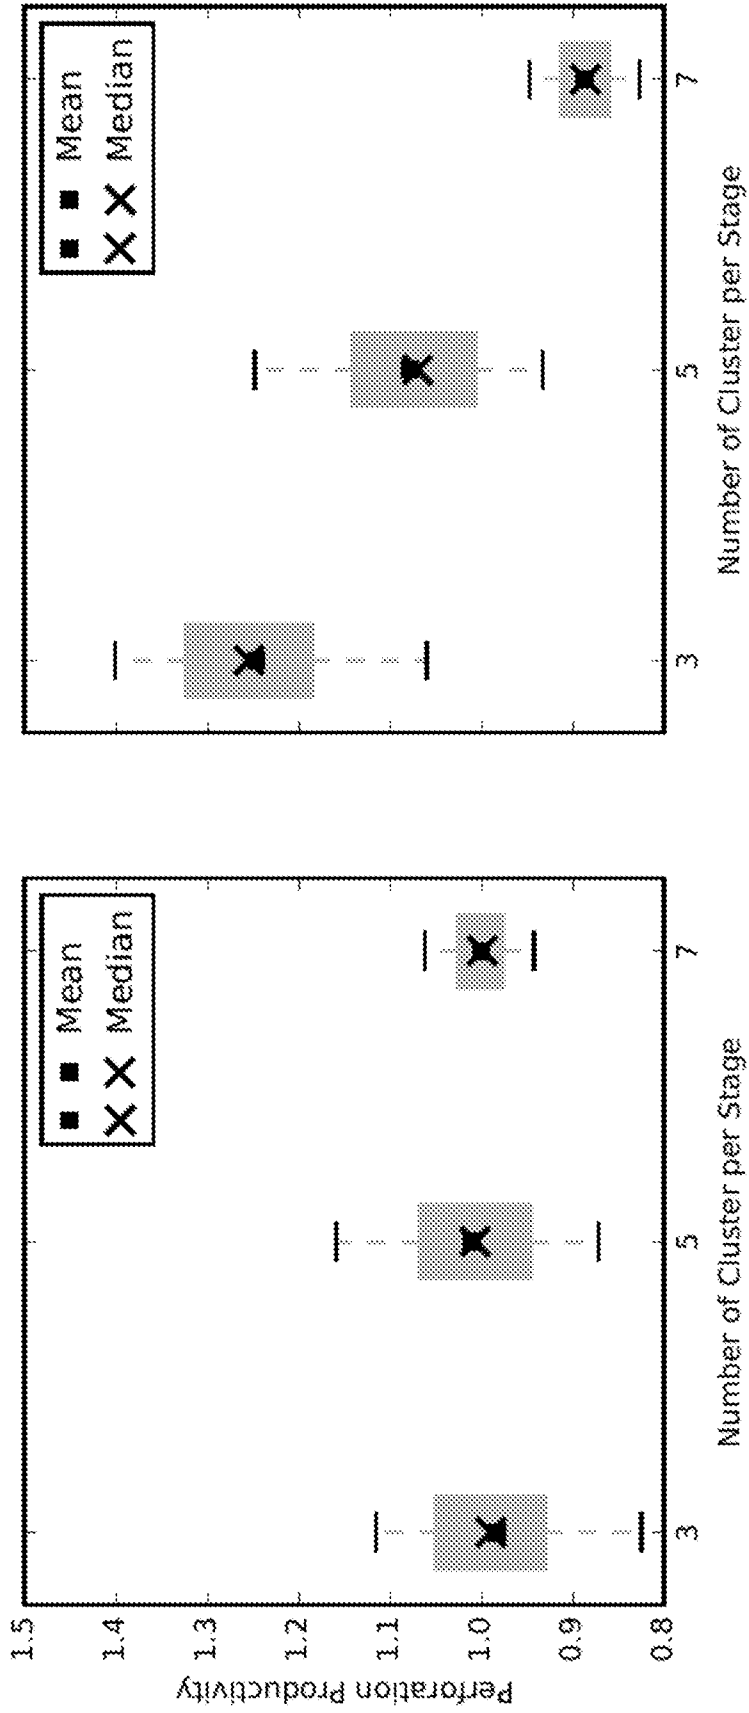 Perforation Productivity
1.5
1.4
1.3
1.2
1.1
1.0
0.9
0.8
Mean
Median
3
5
7
Number of Cluster per Stage
Mean
Median
3
5
7
Number of Cluster per Stage